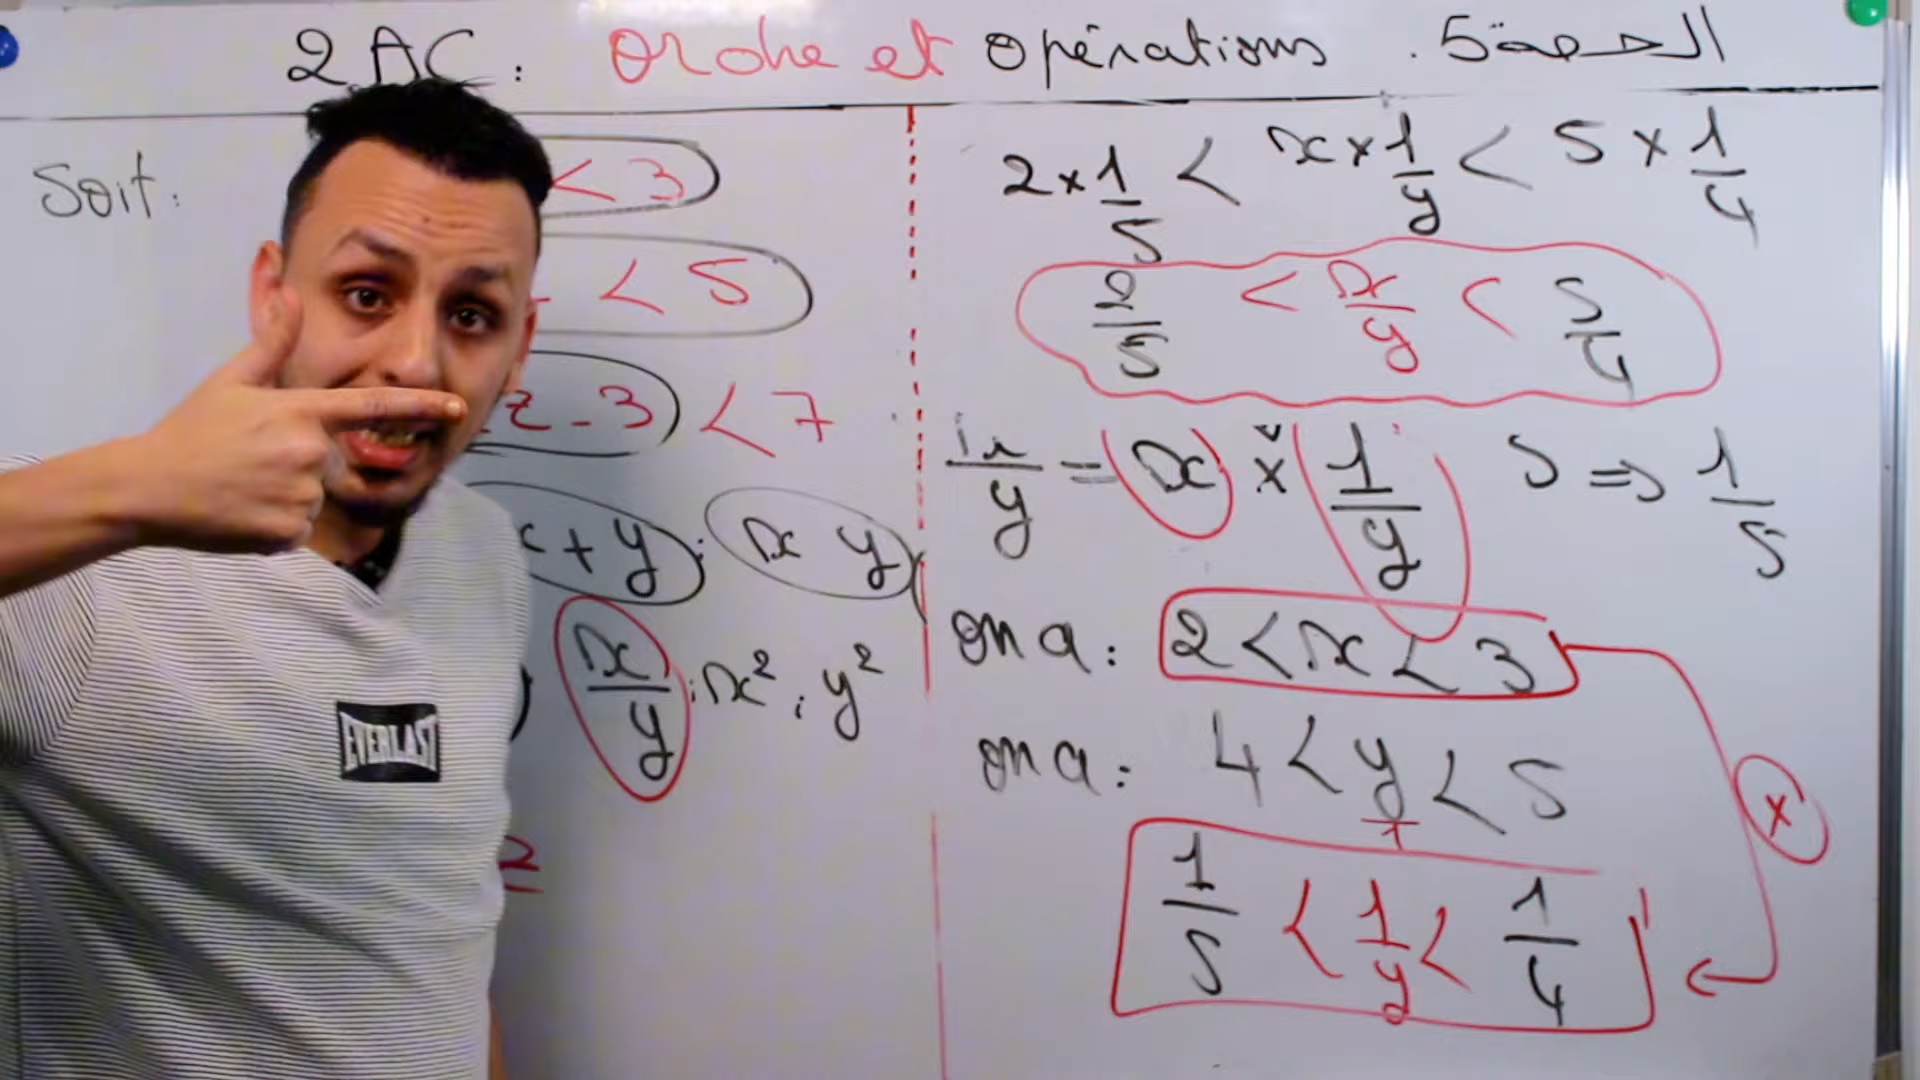 2AC: Ordre et Opérations. الحصة 5
Soit:
< 3
< 5
z - 3 < 7
x + y ; x y
x/y ; x² ; y²
2
EVERLAST
2 × 1/5 < x × 1/y < 5 × 1/4
2/5 < x/y < 5/4
x/y = x × 1/y 5 ⇒ 1/5
on a: 2 < x < 3
on a: 4 < y < 5
×
1/5 < 1/y < 1/4